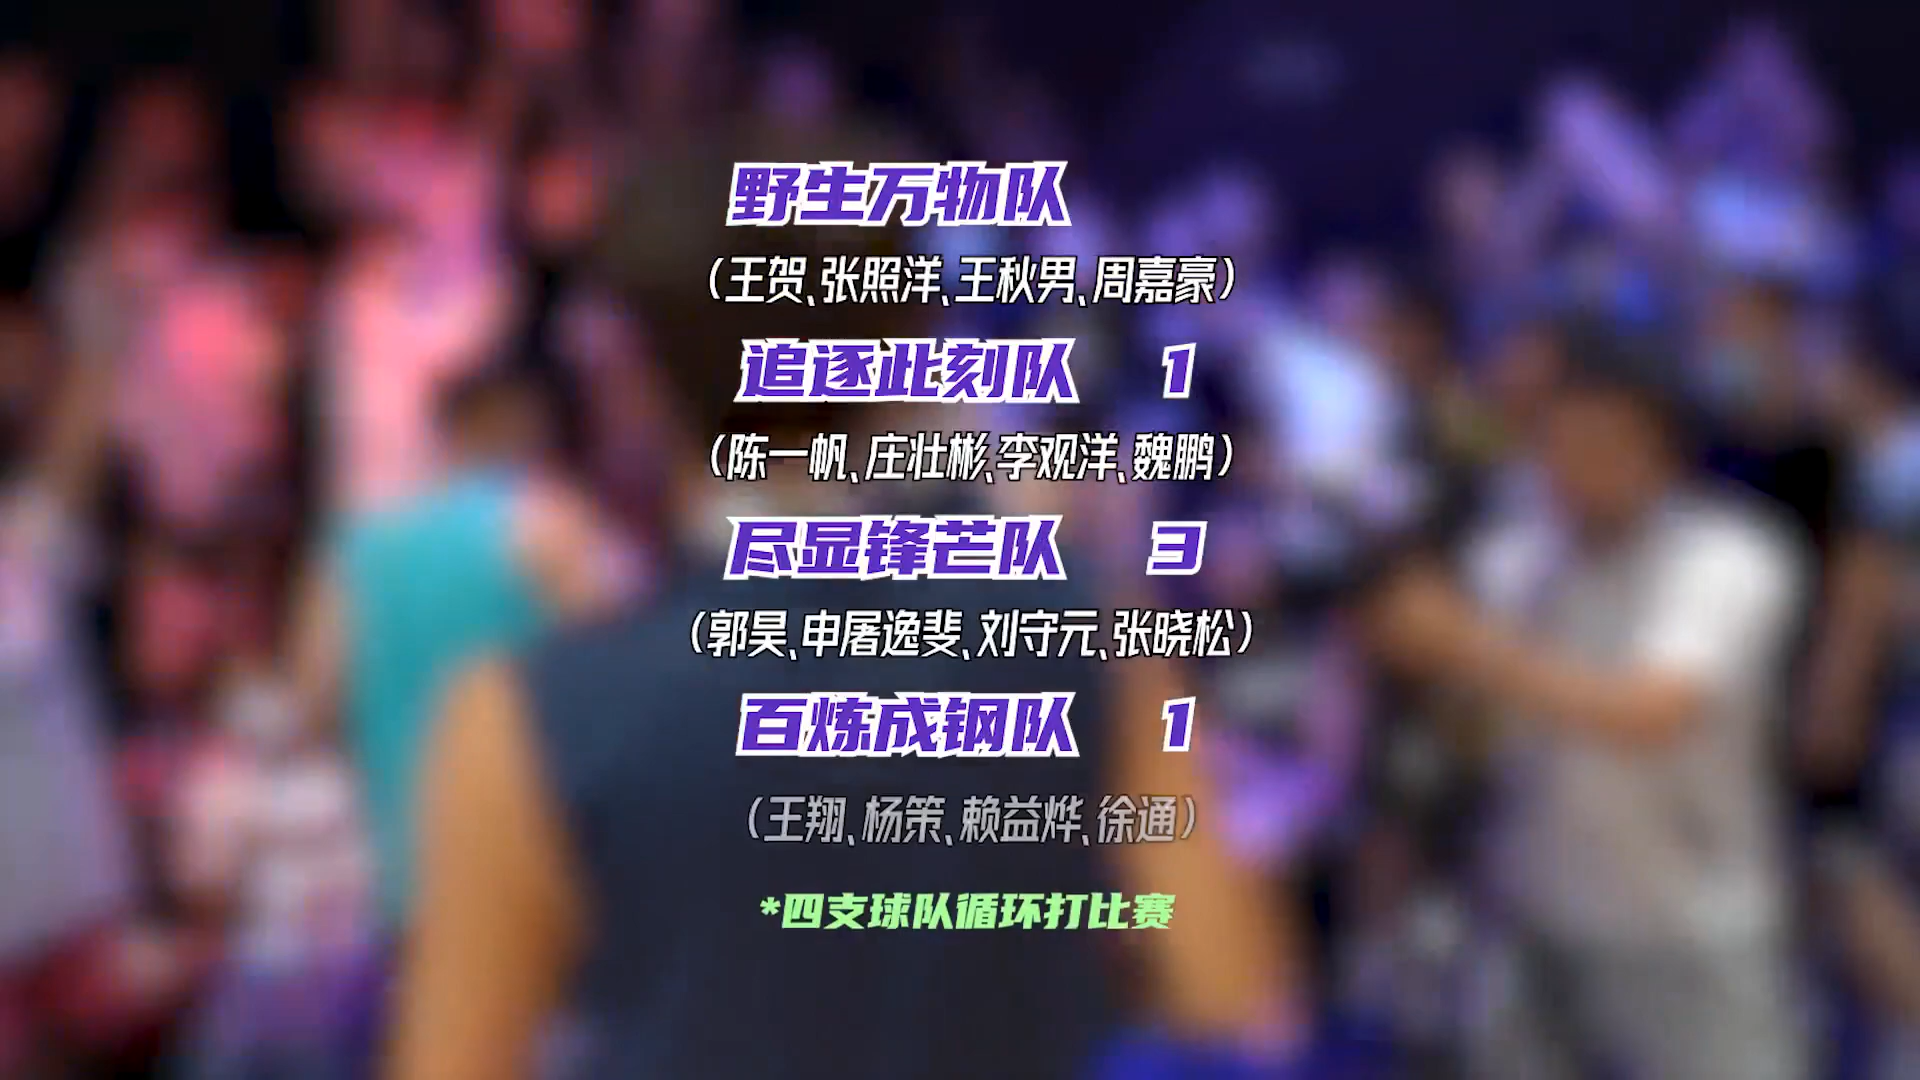 野生万物队
（王贺、张照洋、王秋男、周嘉豪）
追逐此刻队 1
（陈一帆、庄壮彬、李观洋、魏鹏）
尽显锋芒队 3
（郭昊、申屠逸斐、刘守元、张晓松）
百炼成钢队 1
（王翔、杨策、赖益烨、徐通）
*四支球队循环打比赛